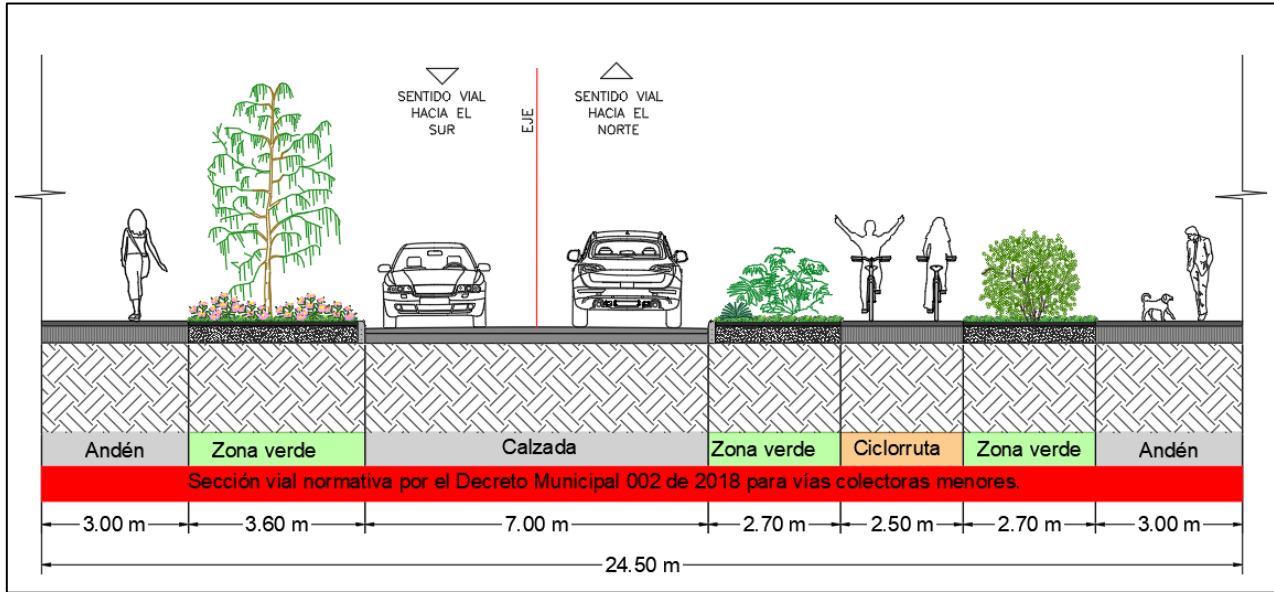 SENTIDO VIAL
HACIA EL
SUR
EJE
SENTIDO VIAL
HACIA EL
NORTE
Andén
Zona verde
Calzada
Zona verde
Ciclorruta
Zona verde
Andén
Sección vial normativa por el Decreto Municipal 002 de 2018 para vías colectoras menores.
3.00 m
3.60 m
7.00 m
2.70 m
2.50 m
2.70 m
3.00 m
24.50 m